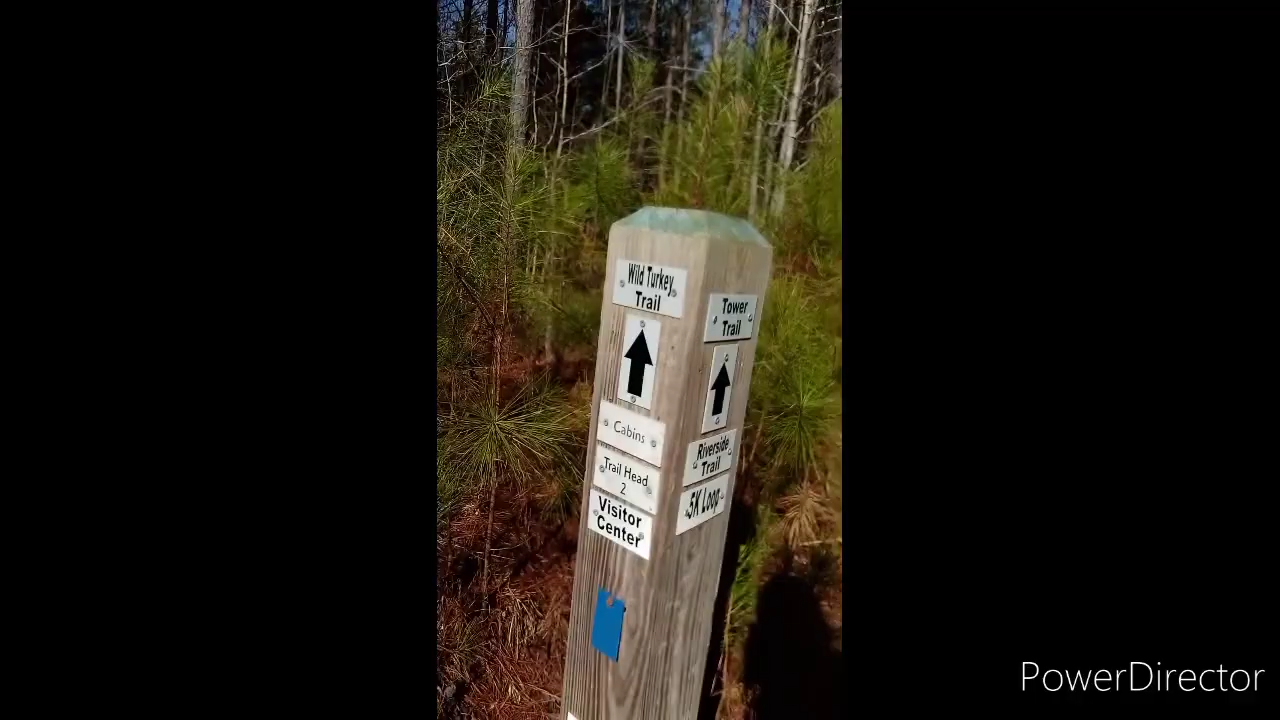 Wild Turkey
Trail
Cabins
Trail Head
2
Visitor
Center
Tower
Trail
Riverside
Trail
5K Loop
PowerDirector